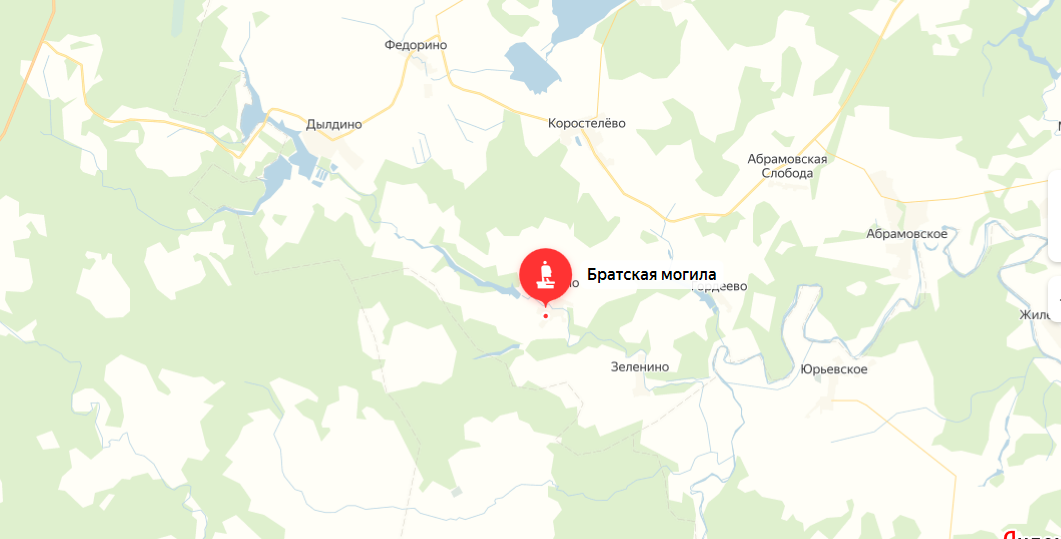 Федорино
Дылдино
Коростелёво
Абрамовская
Слобода
Абрамовское
Братская могила
Зеленино
Юрьевское